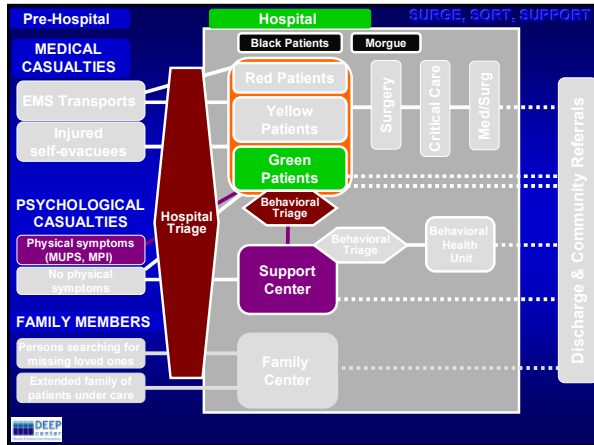 Pre-Hospital
Hospital
SURGE, SORT, SUPPORT
Black Patients
Morgue
MEDICAL
CASUALTIES
EMS Transports
Injured
self-evacuees
Red Patients
Yellow
Patients
Green
Patients
Surgery
Critical Care
Med/Surg
Hospital
Triage
Behavioral
Triage
PSYCHOLOGICAL
CASUALTIES
Physical symptoms
(MUPS, MPI)
No physical
symptoms
Support
Center
Behavioral
Triage
Behavioral
Health
Unit
FAMILY MEMBERS
Persons searching for
missing loved ones
Extended family of
patients under care
Family
Center
Discharge & Community Referrals
DEEP
center